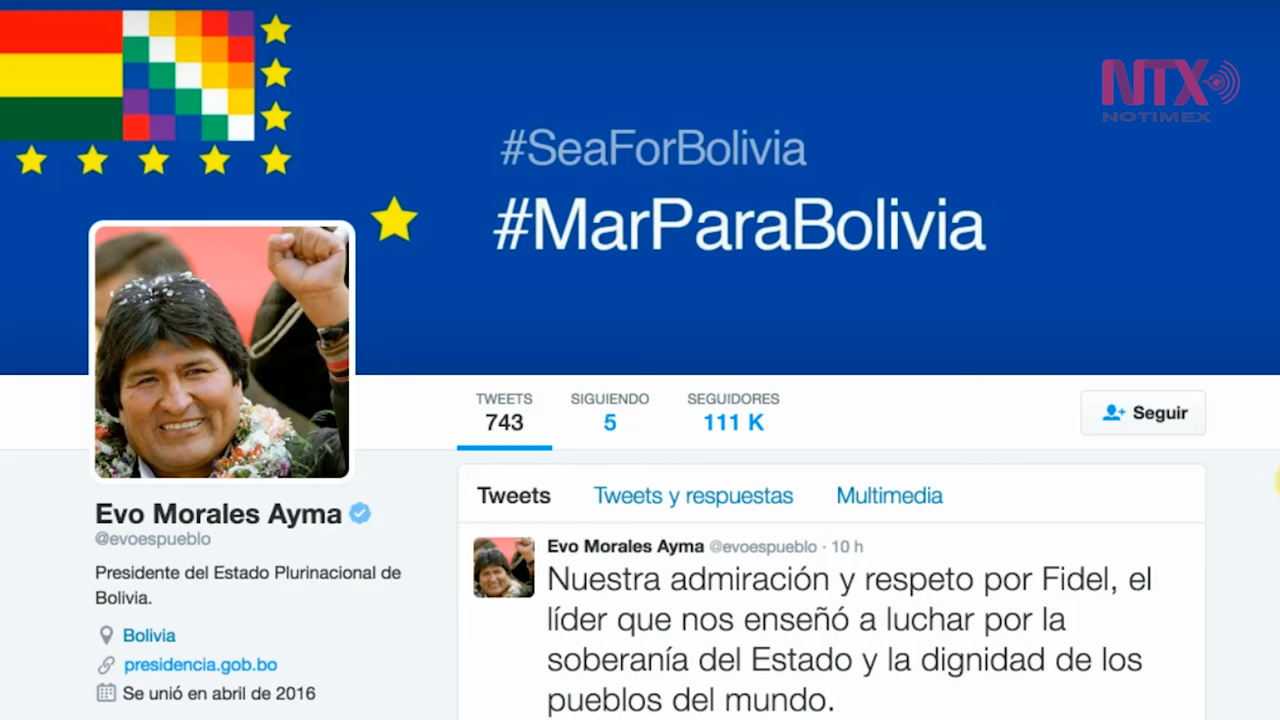 NTX
NOTIMEX
#SeaForBolivia
#MarParaBolivia
TWEETS
743
SIGUIENDO
5
SEGUIDORES
111 K
Seguir
Evo Morales Ayma
@evoespueblo
Presidente del Estado Plurinacional de
Bolivia.
Bolivia
presidencia.gob.bo
Se unió en abril de 2016
Tweets
Tweets y respuestas
Multimedia
Evo Morales Ayma @evoespueblo · 10 h
Nuestra admiración y respeto por Fidel, el
líder que nos enseñó a luchar por la
soberanía del Estado y la dignidad de los
pueblos del mundo.